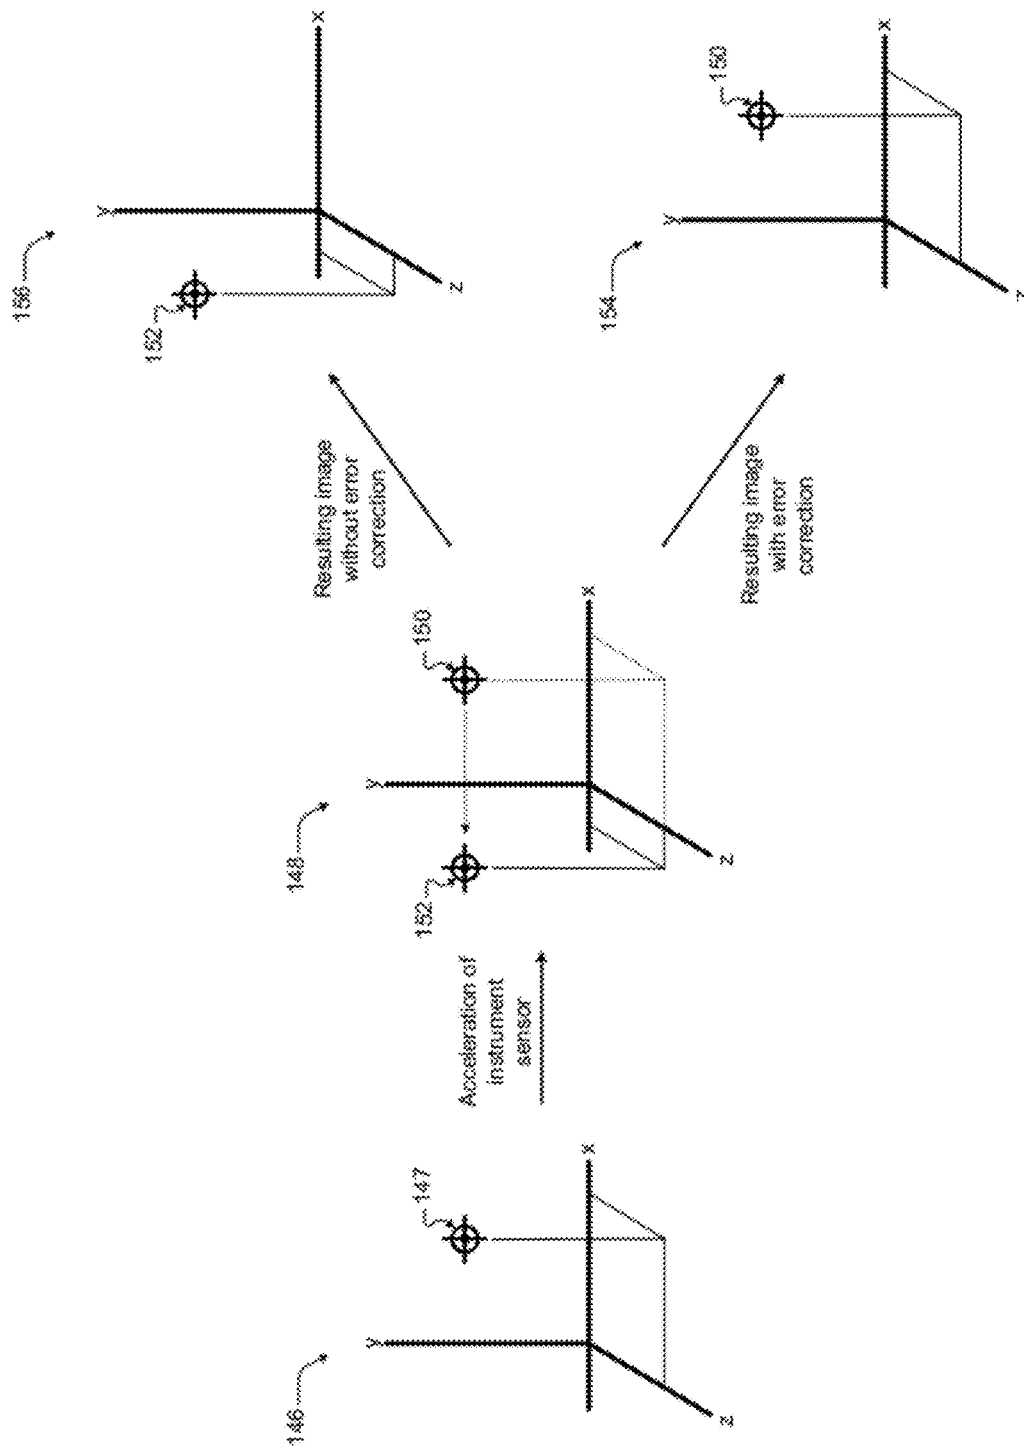 146
y
147
x
z
Acceleration of
instrument
sensor
148
y
152
150
x
z
Resulting image
without error
correction
156
y
152
x
z
Resulting image
with error
correction
154
y
150
x
z